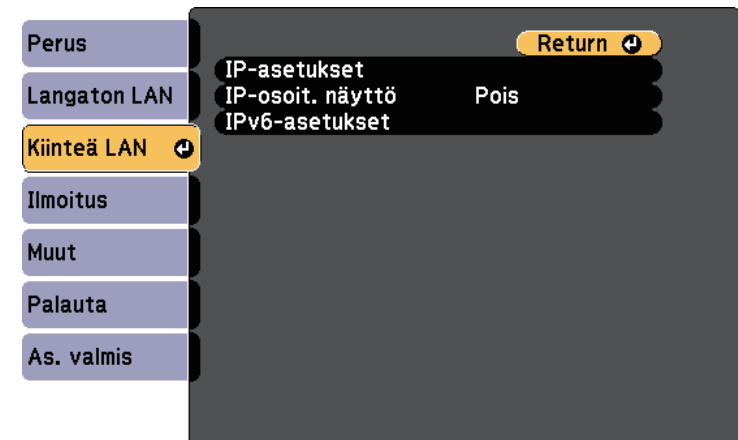 Perus
Langaton LAN
Kiinteä LAN
Ilmoitus
Muut
Palauta
As. valmis
Return
IP-asetukset
IP-osoit. näyttö Pois
IPv6-asetukset